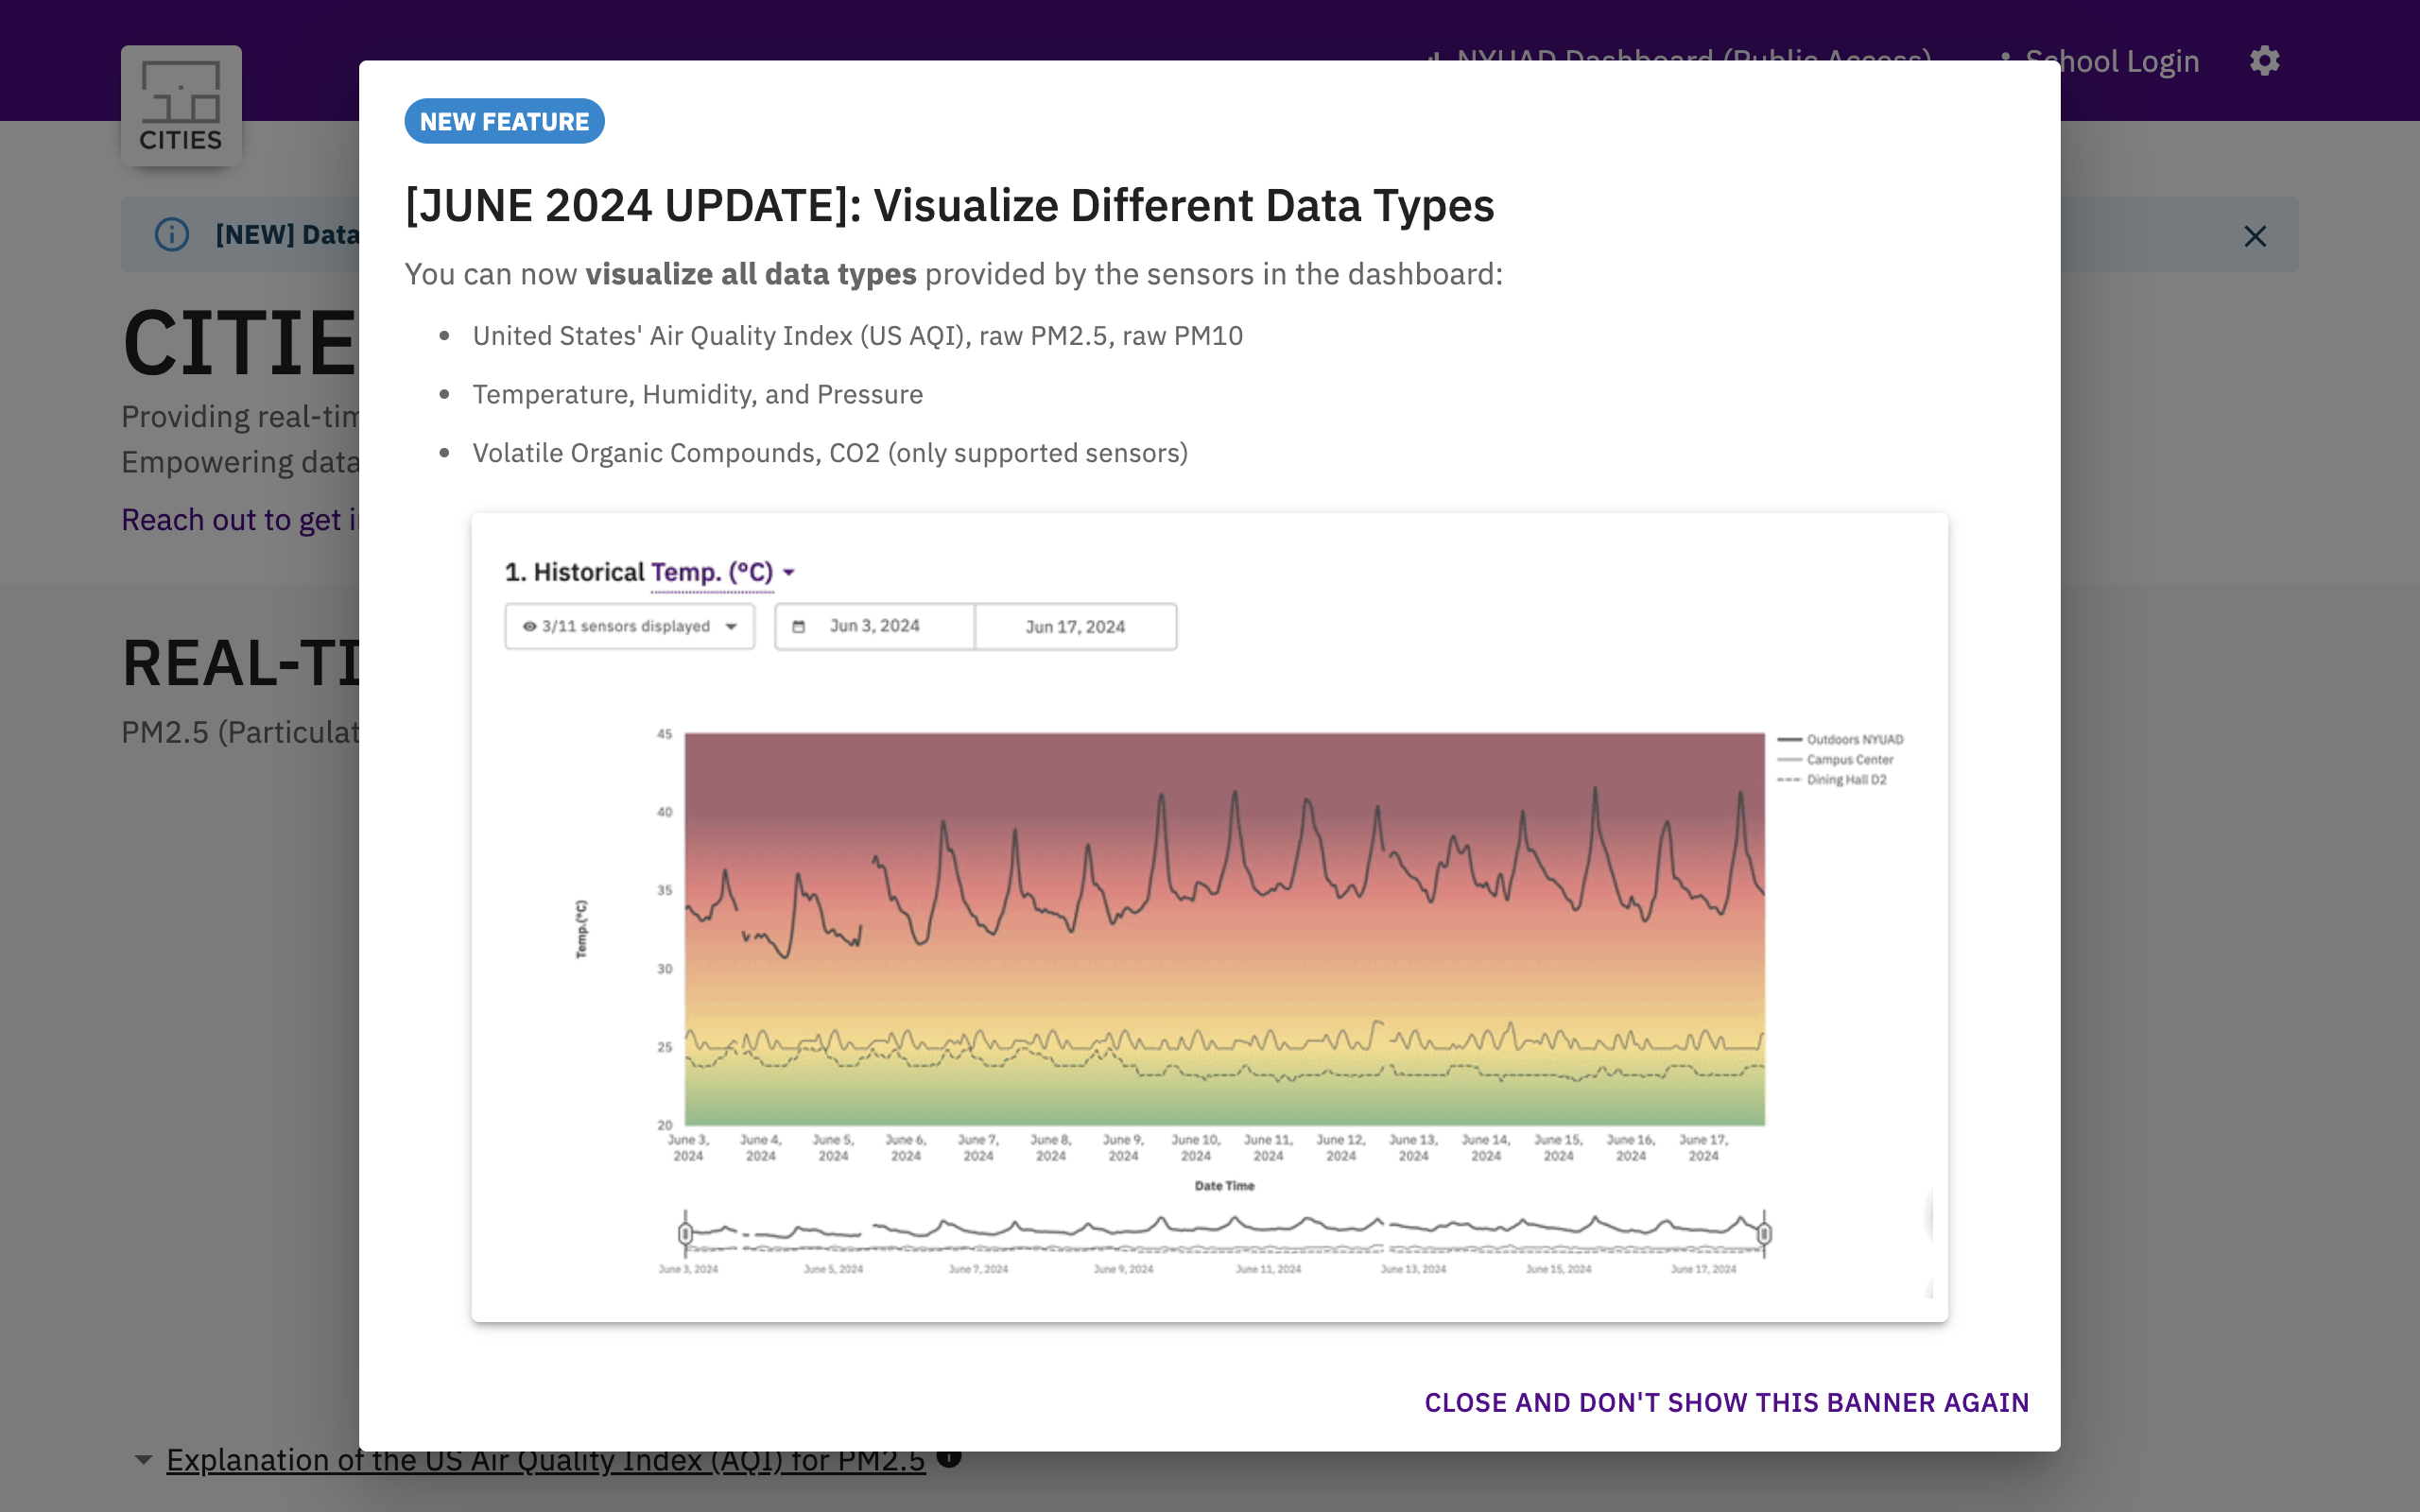 NYUAD Dashboard (Public Access)
School Login
CITIES
[NEW] Data
CITIE
Providing real-tim
Empowering data
Reach out to get i
REAL-TI
PM2.5 (Particulat
NEW FEATURE
[JUNE 2024 UPDATE]: Visualize Different Data Types
You can now visualize all data types provided by the sensors in the dashboard:
United States' Air Quality Index (US AQI), raw PM2.5, raw PM10
Temperature, Humidity, and Pressure
Volatile Organic Compounds, CO2 (only supported sensors)
1. Historical Temp. (°C)
3/11 sensors displayed
Jun 3, 2024
Jun 17, 2024
Outdoors NYUAD
Campus Center
Dining Hall D2
45
40
35
30
25
20
Temp.(°C)
June 3, 2024
June 4, 2024
June 5, 2024
June 6, 2024
June 7, 2024
June 8, 2024
June 9, 2024
June 10, 2024
June 11, 2024
June 12, 2024
June 13, 2024
June 14, 2024
June 15, 2024
June 16, 2024
June 17, 2024
Date Time
June 3, 2024
June 5, 2024
June 7, 2024
June 9, 2024
June 11, 2024
June 13, 2024
June 15, 2024
June 17, 2024
CLOSE AND DON'T SHOW THIS BANNER AGAIN
Explanation of the US Air Quality Index (AQI) for PM2.5